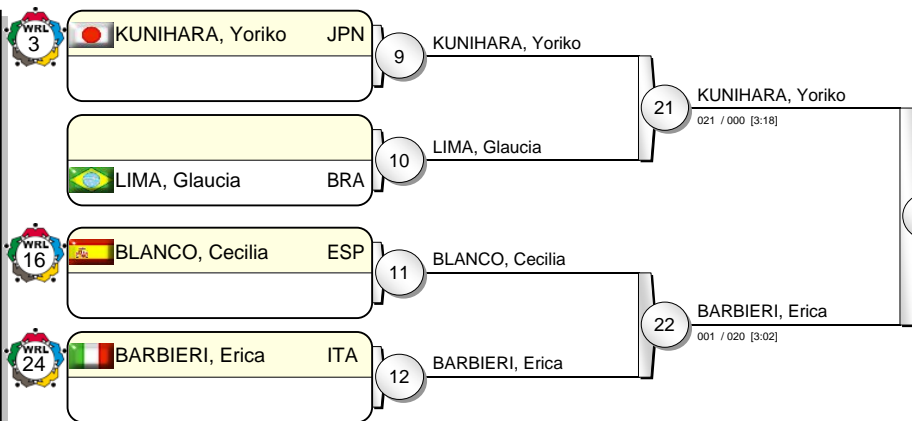 WRL
3
KUNIHARA, Yoriko JPN
9
KUNIHARA, Yoriko
21
KUNIHARA, Yoriko
021 / 000 [3:18]
LIMA, Glaucia BRA
10
LIMA, Glaucia
WRL
16
BLANCO, Cecilia ESP
11
BLANCO, Cecilia
22
BARBIERI, Erica
001 / 020 [3:02]
WRL
24
BARBIERI, Erica ITA
12
BARBIERI, Erica